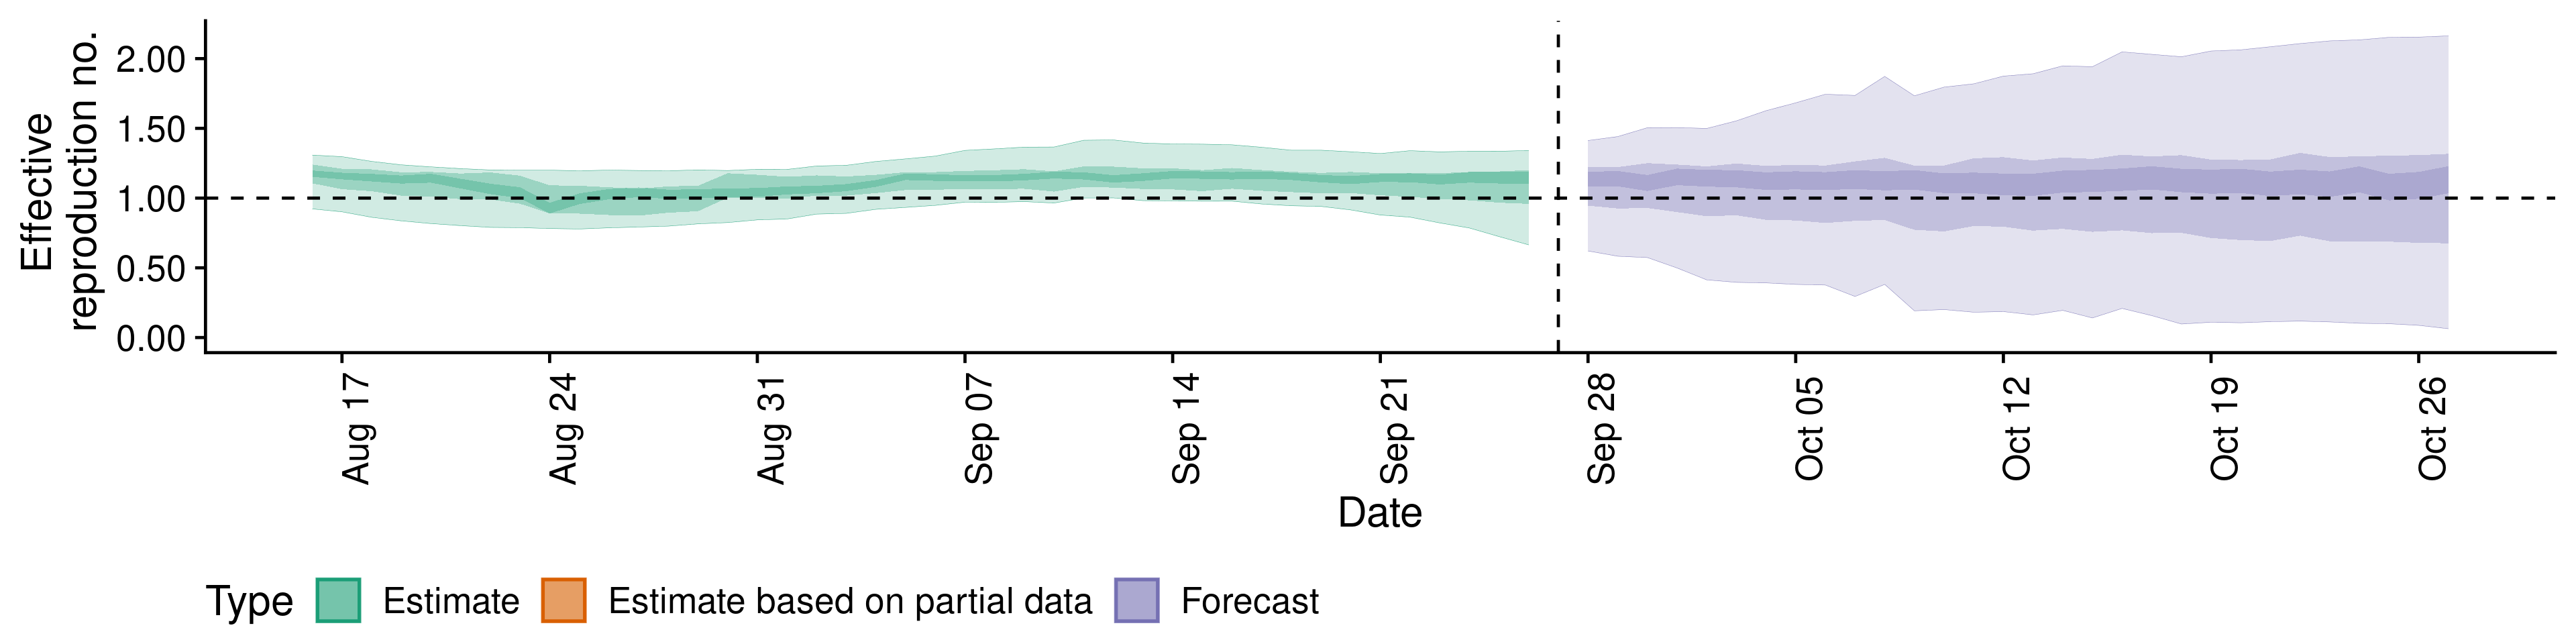 Effective
reproduction no.
2.00
1.50
1.00
0.50
0.00
Aug 17
Aug 24
Aug 31
Sep 07
Sep 14
Sep 21
Sep 28
Oct 05
Oct 12
Oct 19
Oct 26
Date
Type Estimate Estimate based on partial data Forecast